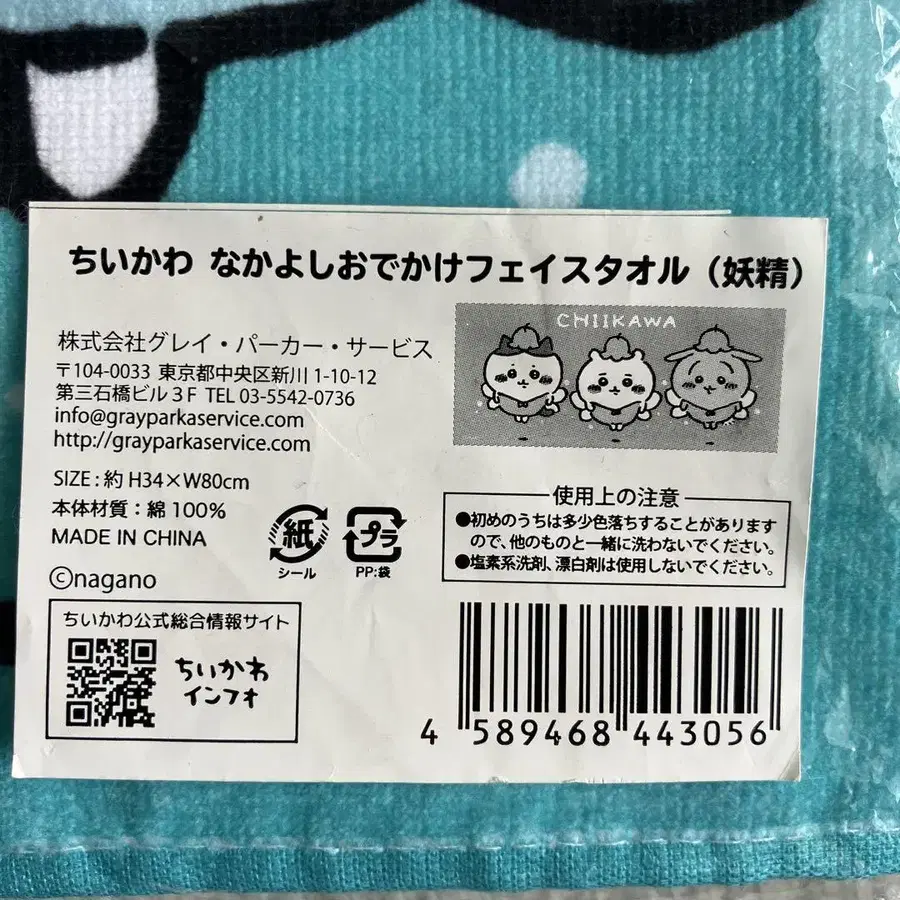 ちいかわ なかよしおでかけフェイスタオル（妖精）
株式会社グレイ・パーカー・サービス
〒104-0033 東京都中央区新川 1-10-12
第三石橋ビル３F TEL 03-5542-0736
info@grayparkaservice.com
http://grayparkaservice.com
SIZE : 約 H34×W80cm
本体材質：綿 100%
MADE IN CHINA
©nagano
紙
シール
プラ
PP:袋
ちいかわ公式総合情報サイト
ちいかわ
インフォ
CHIIKAWA
使用上の注意
●初めのうちは多少色落ちすることがあります
ので、他のものと一緒に洗わないでください。
●塩素系洗剤、漂白剤は使用しないでください。
4 589468 443056